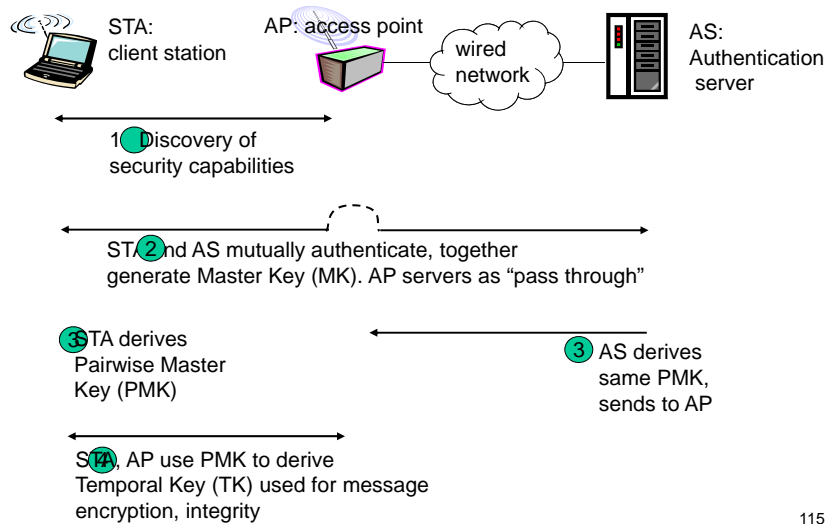 STA:
client station
AP: access point
wired
network
AS:
Authentication
server
1 Discovery of
security capabilities
2
STA and AS mutually authenticate, together
generate Master Key (MK). AP servers as “pass through”
3 STA derives
Pairwise Master
Key (PMK)
3 AS derives
same PMK,
sends to AP
4
STA, AP use PMK to derive
Temporal Key (TK) used for message
encryption, integrity
115